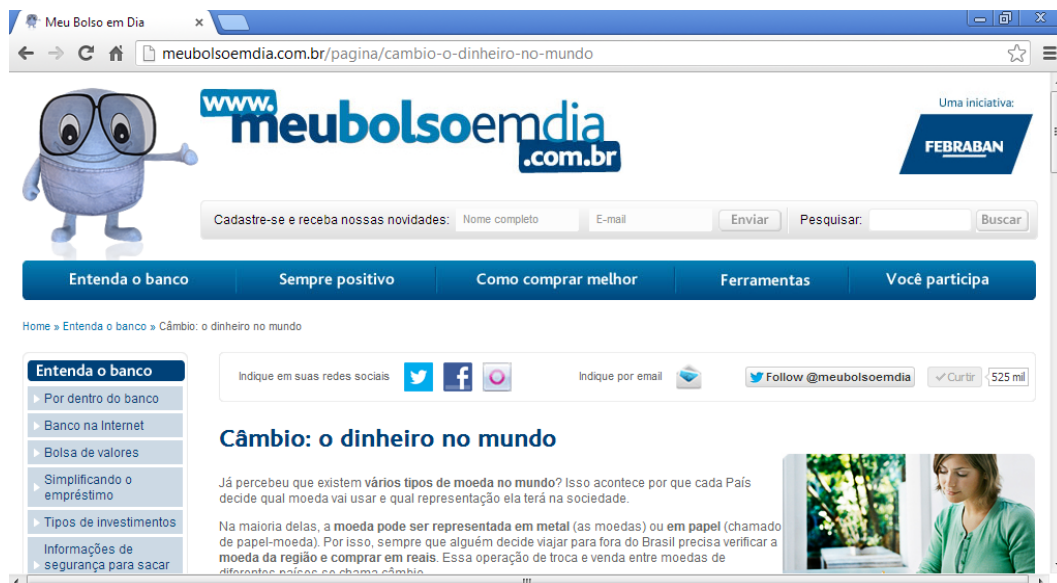 Meu Bolso em Dia
meubolsoemdia.com.br/pagina/cambio-o-dinheiro-no-mundo
www.
meubolsoemdia
.com.br
Uma iniciativa:
FEBRABAN
Cadastre-se e receba nossas novidades: Nome completo E-mail Enviar Pesquisar: Buscar
Entenda o banco Sempre positivo Como comprar melhor Ferramentas Você participa
Home » Entenda o banco » Câmbio: o dinheiro no mundo
Entenda o banco
Por dentro do banco
Banco na Internet
Bolsa de valores
Simplificando o
empréstimo
Tipos de investimentos
Informações de
segurança para sacar
Indique em suas redes sociais Indique por email Follow @meubolsoemdia Curtir 525 mil
Câmbio: o dinheiro no mundo
Já percebeu que existem vários tipos de moeda no mundo? Isso acontece por que cada País
decide qual moeda vai usar e qual representação ela terá na sociedade.
Na maioria delas, a moeda pode ser representada em metal (as moedas) ou em papel (chamado
de papel-moeda). Por isso, sempre que alguém decide viajar para fora do Brasil precisa verificar a
moeda da região e comprar em reais. Essa operação de troca e venda entre moedas de
diferentes países se chama câmbio.